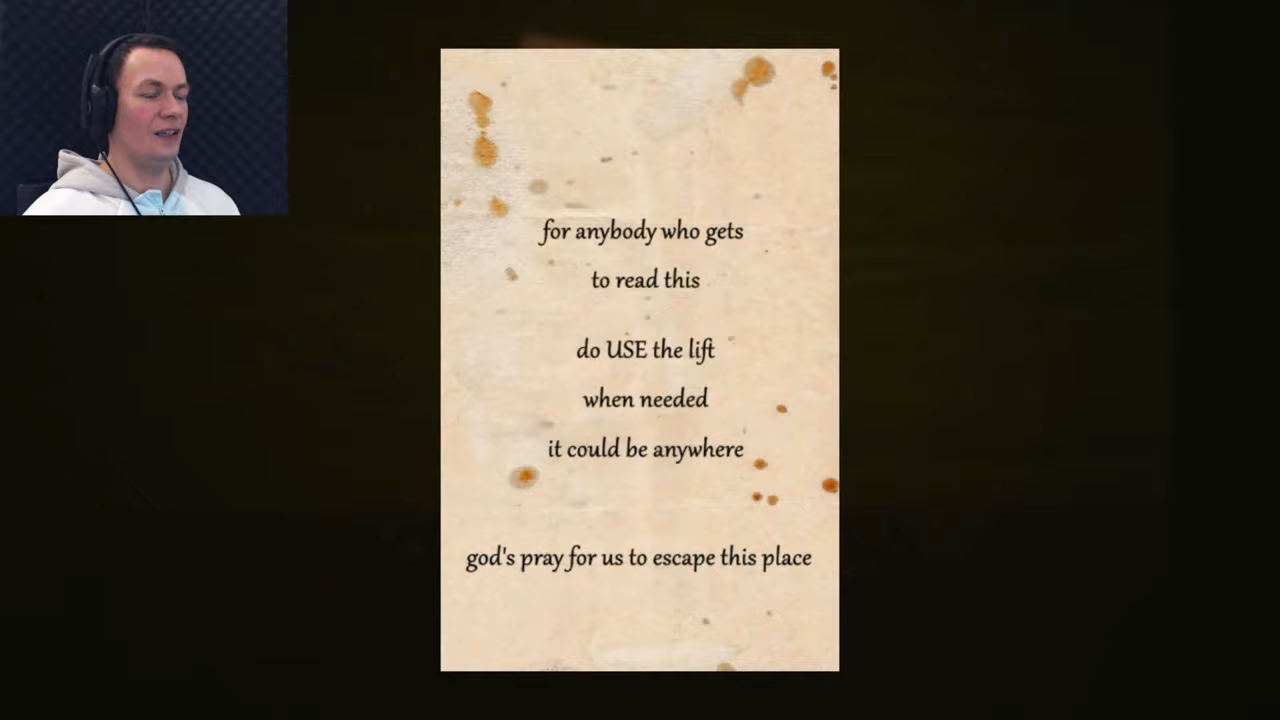 for anybody who gets
to read this
do USE the lift
when needed
it could be anywhere
god's pray for us to escape this place